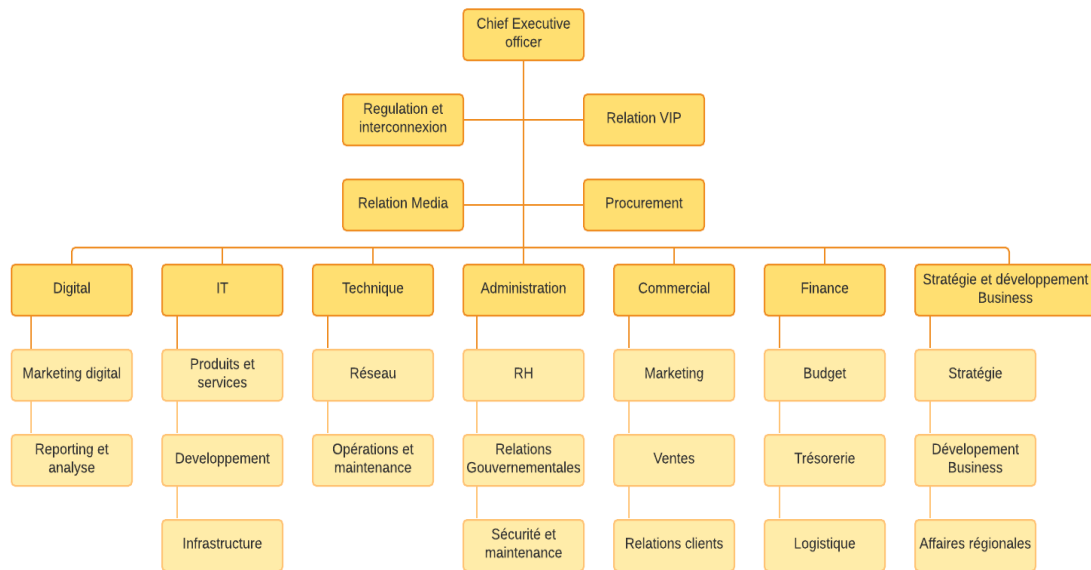 Chief Executive
officer
Regulation et
interconnexion
Relation VIP
Relation Media
Procurement
Digital
IT
Technique
Administration
Commercial
Finance
Stratégie et développement
Business
Marketing digital
Produits et
services
Réseau
RH
Marketing
Budget
Stratégie
Reporting et
analyse
Developpement
Opérations et
maintenance
Relations
Gouvernementales
Ventes
Trésorerie
Dévelopement
Business
Infrastructure
Sécurité et
maintenance
Relations clients
Logistique
Affaires régionales